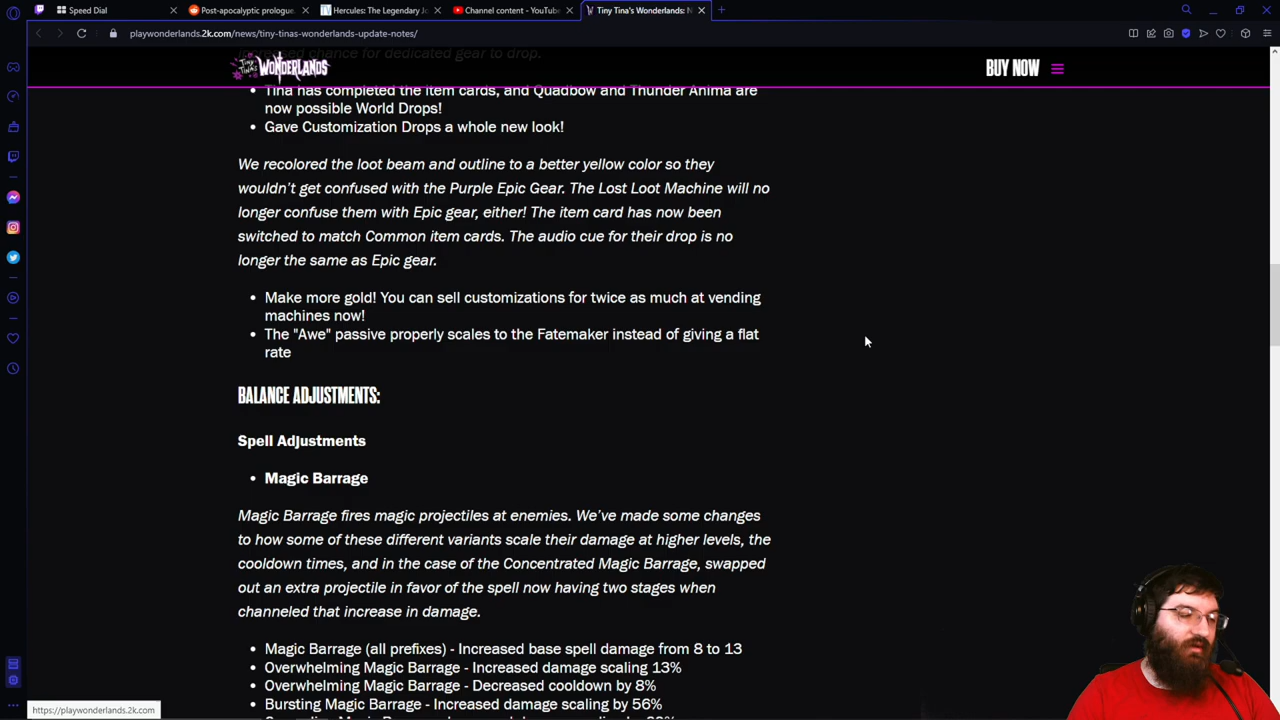 Speed Dial
Post-apocalyptic prologue.
Hercules: The Legendary Jo
Channel content - YouTube
Tiny Tina's Wonderlands: N
playwonderlands.2k.com/news/tiny-tinas-wonderlands-update-notes/
increased chance for dedicated gear to drop.
TINY TINA'S WONDERLANDS
BUY NOW
• Tina has completed the item cards, and Quadbow and Thunder Anima are
now possible World Drops!
• Gave Customization Drops a whole new look!
We recolored the loot beam and outline to a better yellow color so they
wouldn't get confused with the Purple Epic Gear. The Lost Loot Machine will no
longer confuse them with Epic gear, either! The item card has now been
switched to match Common item cards. The audio cue for their drop is no
longer the same as Epic gear.
• Make more gold! You can sell customizations for twice as much at vending
machines now!
• The "Awe" passive properly scales to the Fatemaker instead of giving a flat
rate
BALANCE ADJUSTMENTS:
Spell Adjustments
• Magic Barrage
Magic Barrage fires magic projectiles at enemies. We've made some changes
to how some of these different variants scale their damage at higher levels, the
cooldown times, and in the case of the Concentrated Magic Barrage, swapped
out an extra projectile in favor of the spell now having two stages when
channeled that increase in damage.
• Magic Barrage (all prefixes) - Increased base spell damage from 8 to 13
• Overwhelming Magic Barrage - Increased damage scaling 13%
• Overwhelming Magic Barrage - Decreased cooldown by 8%
• Bursting Magic Barrage - Increased damage scaling by 56%
https://playwonderlands.2k.com